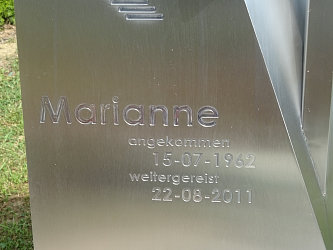 Marianne
angekommen
15-07-1962
weitergereist
22-08-2011